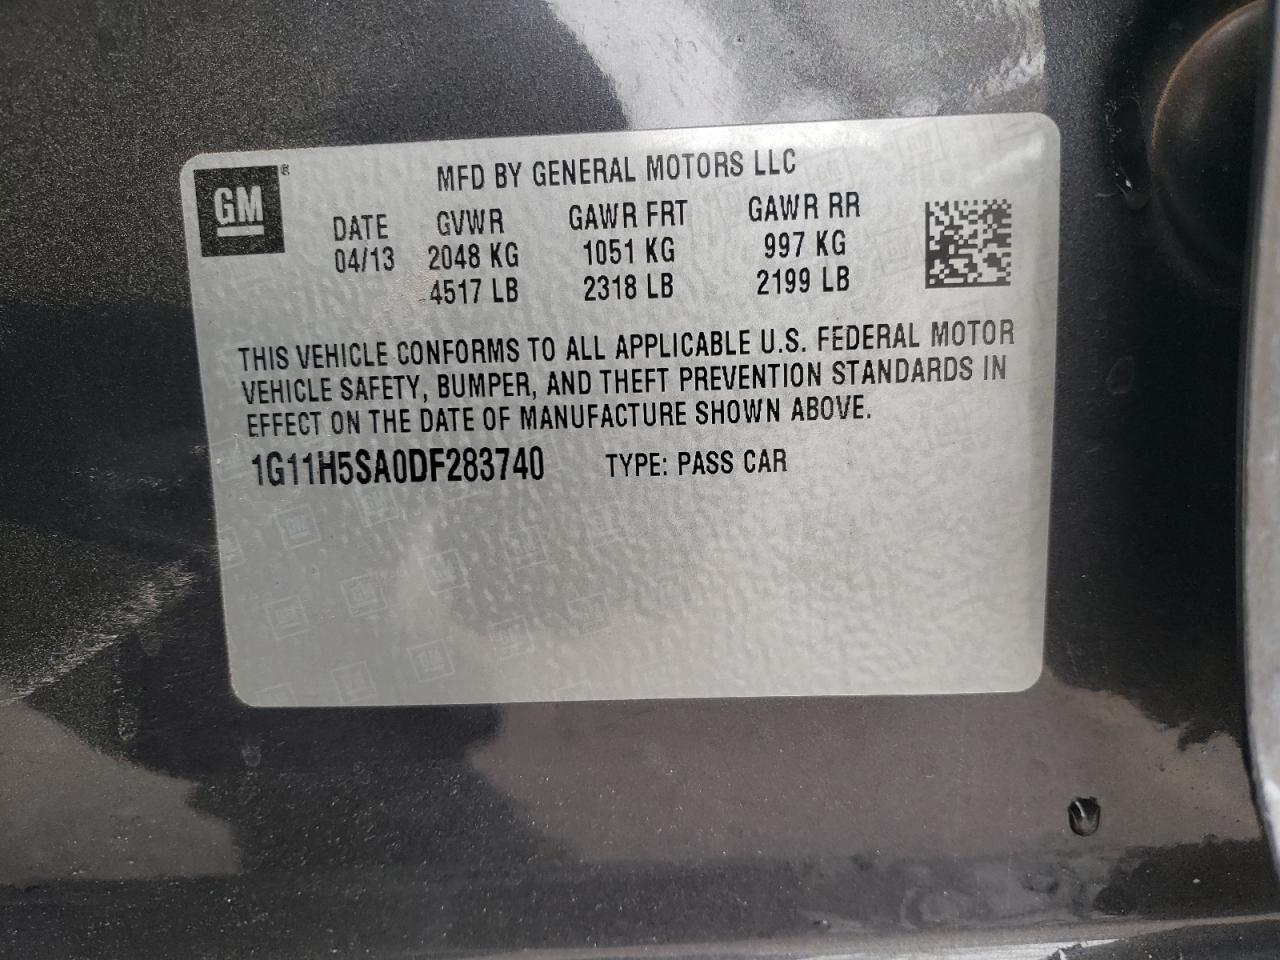 GM®
MFD BY GENERAL MOTORS LLC
DATE GVWR GAWR FRT GAWR RR
04/13 2048 KG 1051 KG 997 KG
4517 LB 2318 LB 2199 LB
THIS VEHICLE CONFORMS TO ALL APPLICABLE U.S. FEDERAL MOTOR
VEHICLE SAFETY, BUMPER, AND THEFT PREVENTION STANDARDS IN
EFFECT ON THE DATE OF MANUFACTURE SHOWN ABOVE.
1G11H5SA0DF283740 TYPE: PASS CAR